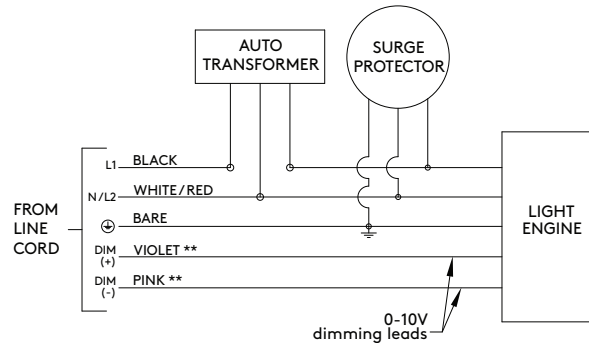 AUTO
TRANSFORMER
SURGE
PROTECTOR
L1 BLACK
N/L2 WHITE/RED
BARE
DIM
(+)
VIOLET **
DIM
(-)
PINK **
FROM
LINE
CORD
LIGHT
ENGINE
0-10V
dimming leads